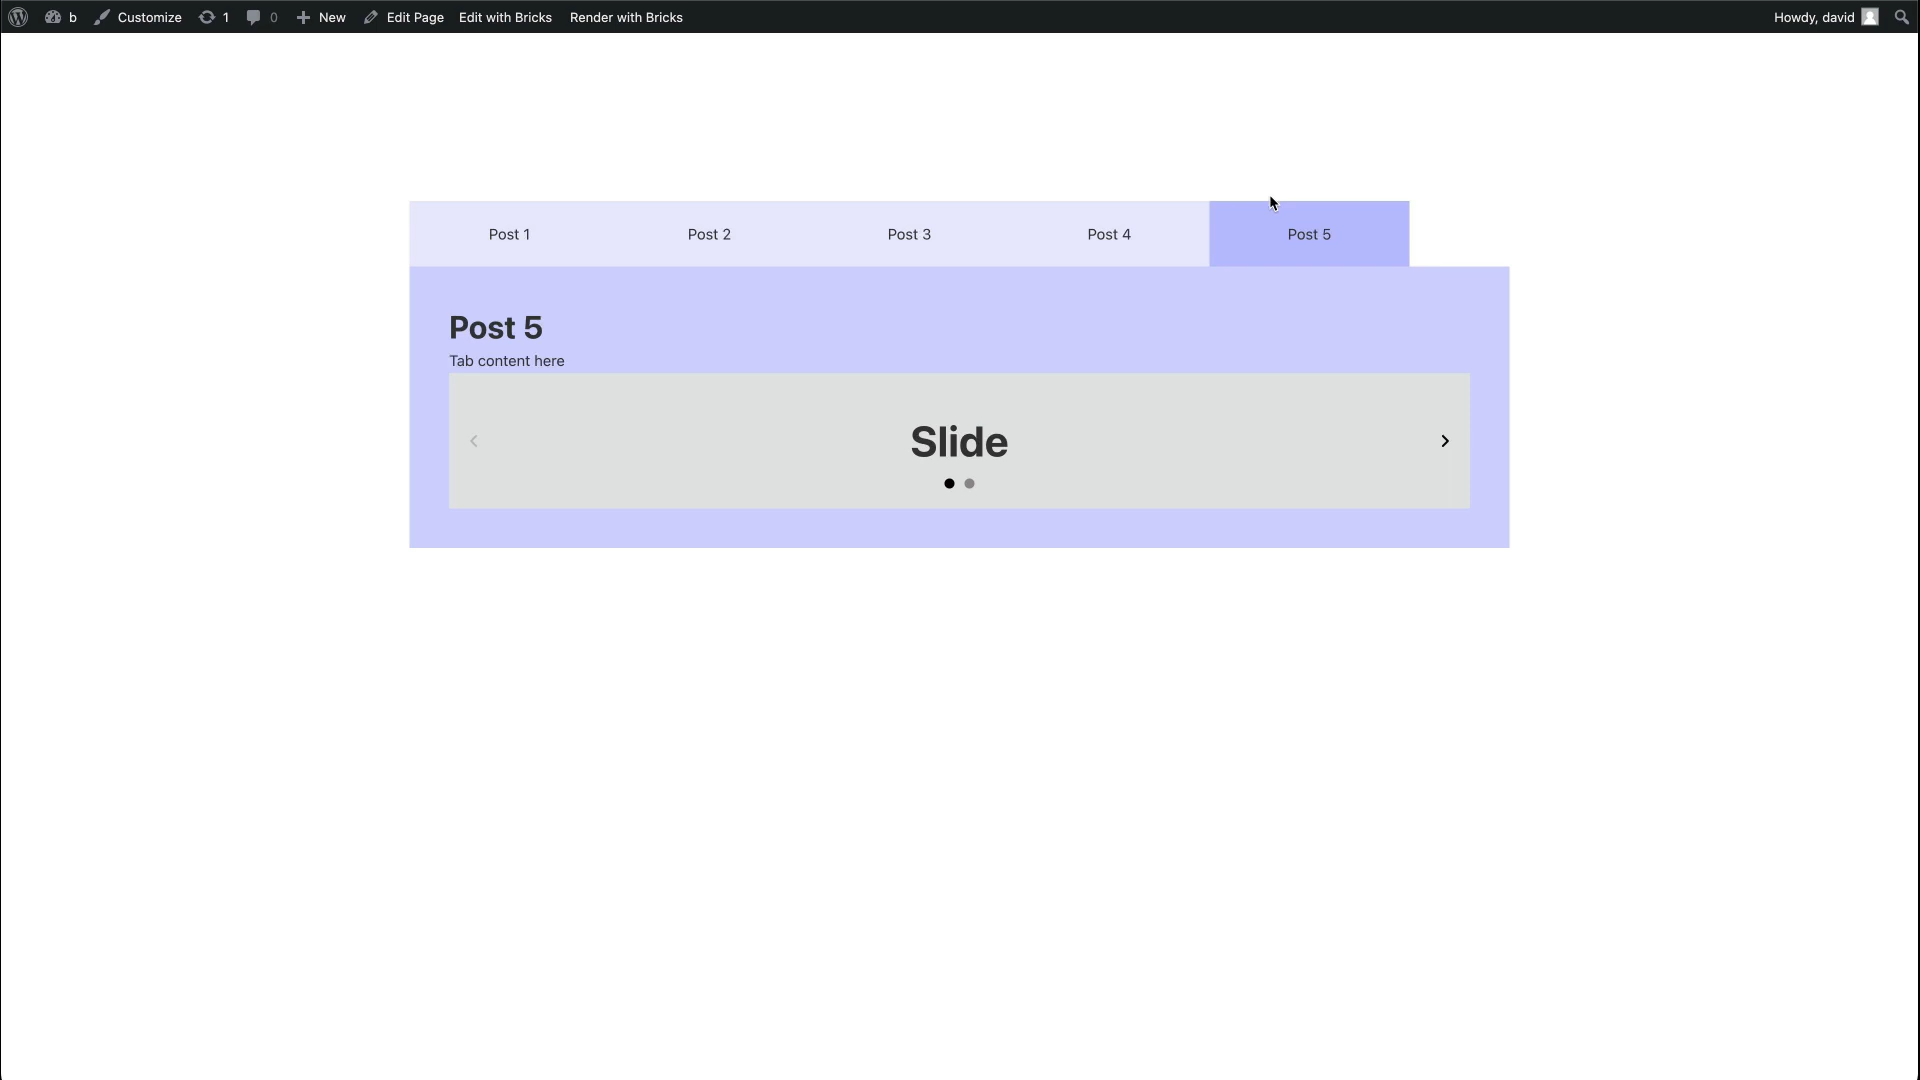 b Customize 1 0 New Edit Page Edit with Bricks Render with Bricks Howdy, david
Post 1 Post 2 Post 3 Post 4 Post 5
Post 5
Tab content here
Slide